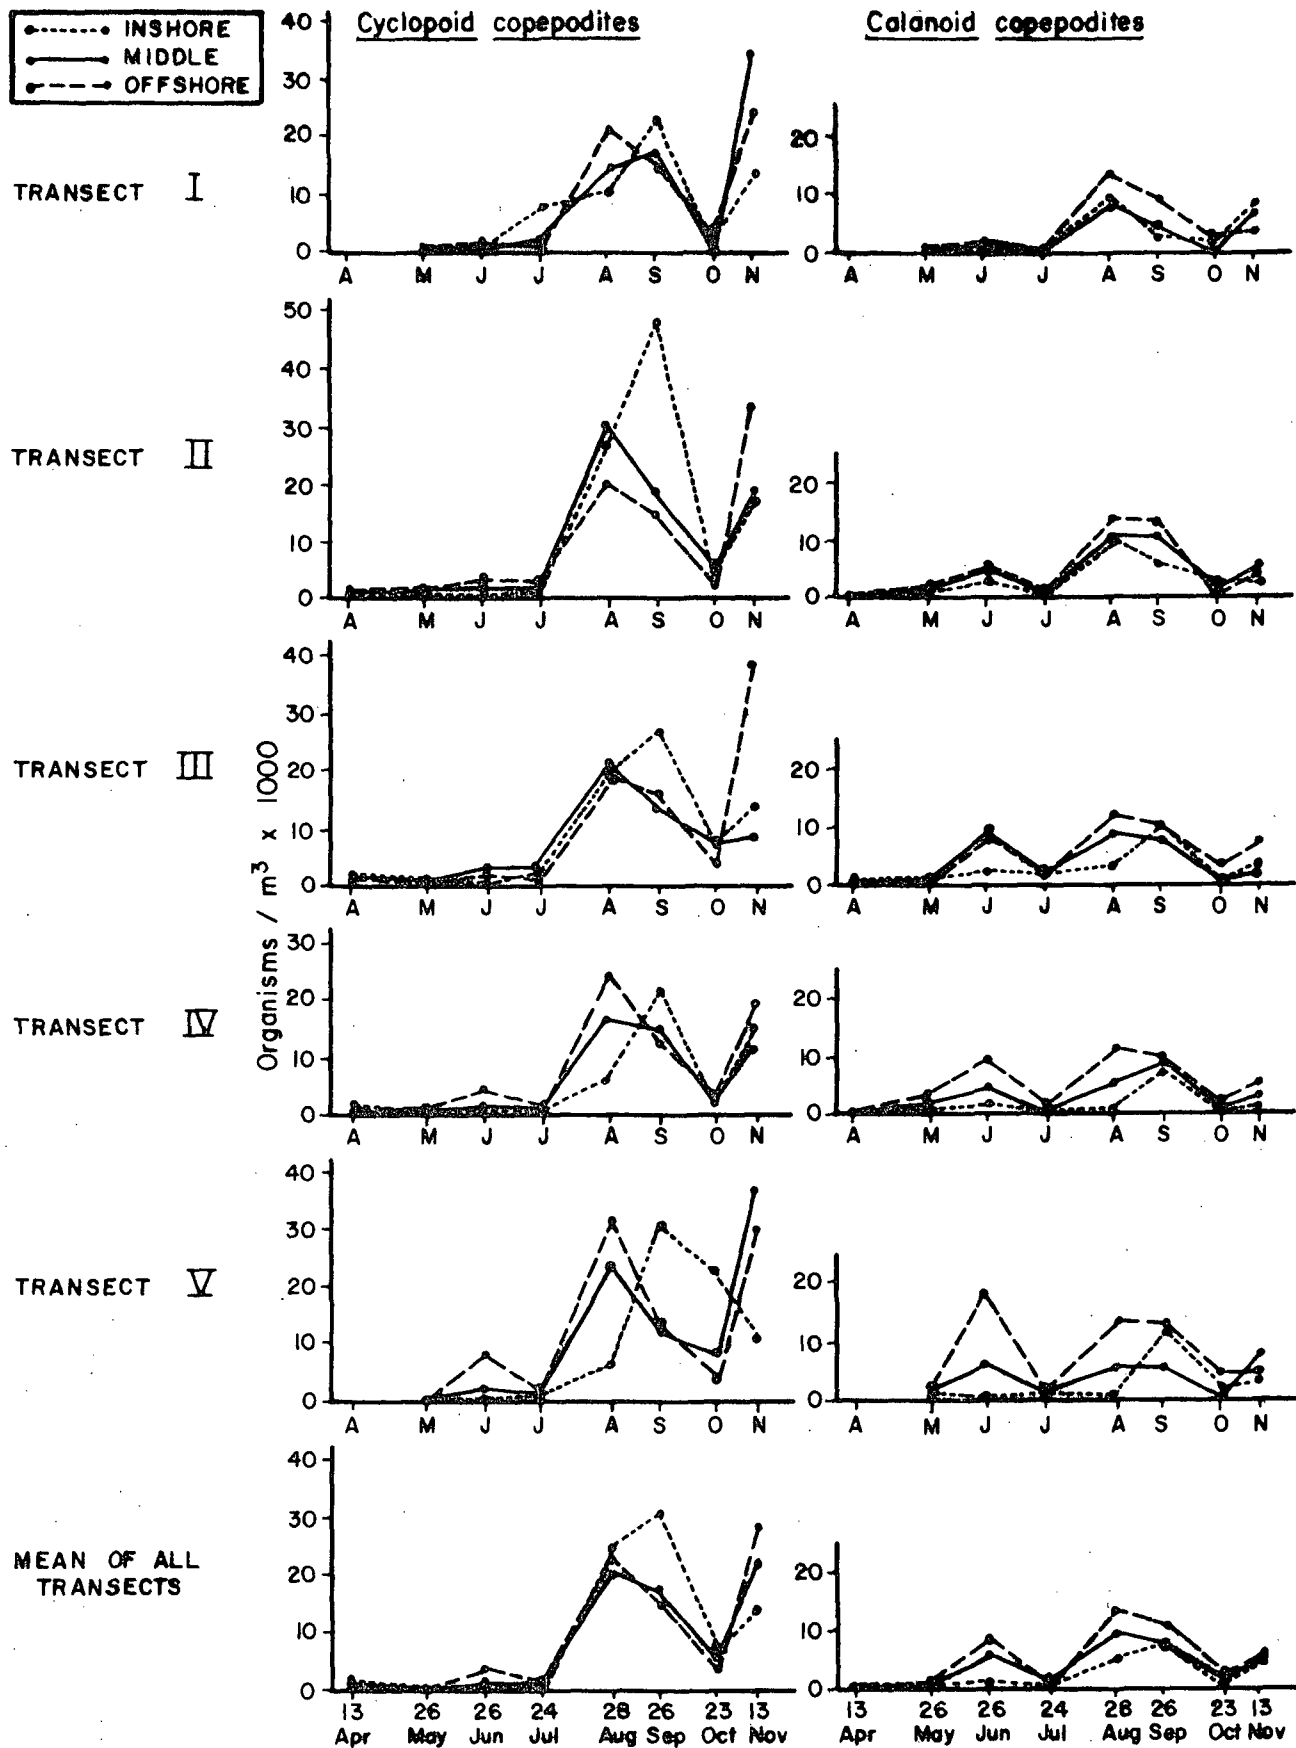 INSHORE
MIDDLE
OFFSHORE
Cyclopoid copepodites
Calanoid copepodites
TRANSECT I
40
30
20
10
0
A M J J A S O N
20
10
0
A M J J A S O N
TRANSECT II
50
40
30
20
10
0
A M J J A S O N
20
10
0
A M J J A S O N
Organisms / m³ x 1000
TRANSECT III
40
30
20
10
0
A M J J A S O N
20
10
0
A M J J A S O N
TRANSECT IV
30
20
10
0
A M J J A S O N
20
10
0
A M J J A S O N
TRANSECT V
40
30
20
10
0
A M J J A S O N
20
10
0
M J J A S O N
MEAN OF ALL
TRANSECTS
40
30
20
10
0
13 26 26 24 28 26 23 13
Apr May Jun Jul Aug Sep Oct Nov
20
10
0
13 26 26 24 28 26 23 13
Apr May Jun Jul Aug Sep Oct Nov